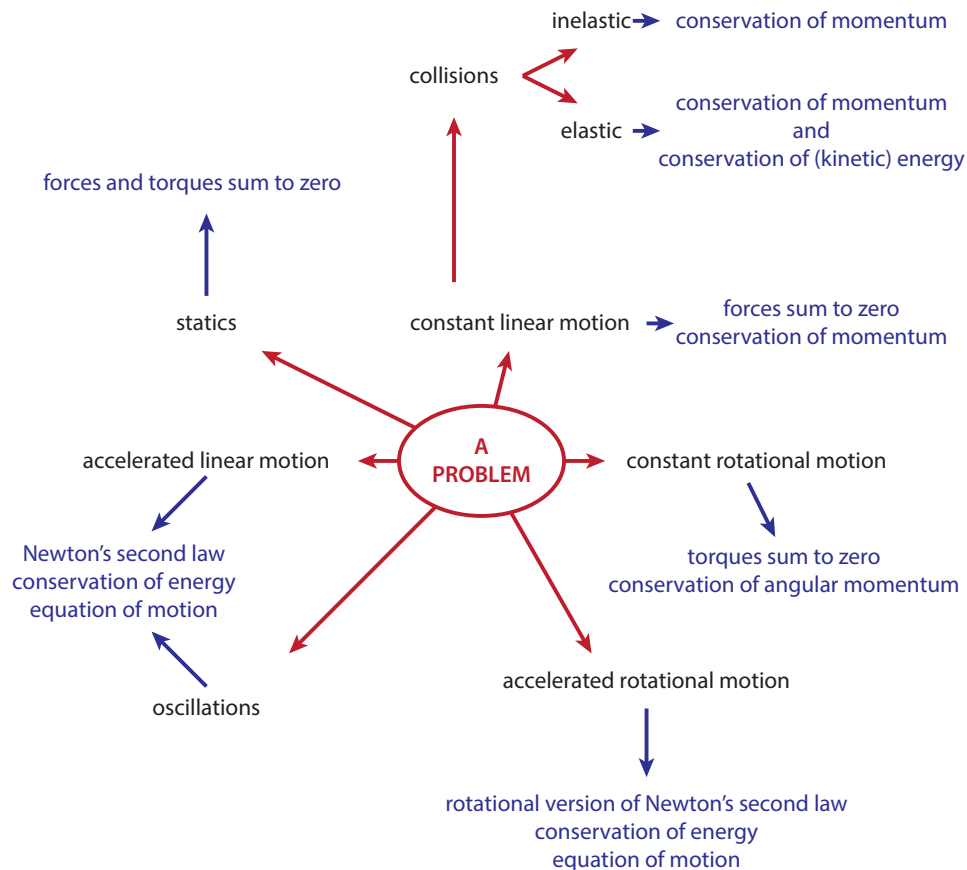 inelastic
conservation of momentum
collisions
elastic
conservation of momentum
and
conservation of (kinetic) energy
forces and torques sum to zero
statics
constant linear motion
forces sum to zero
conservation of momentum
A
PROBLEM
accelerated linear motion
constant rotational motion
Newton’s second law
conservation of energy
equation of motion
torques sum to zero
conservation of angular momentum
oscillations
accelerated rotational motion
rotational version of Newton’s second law
conservation of energy
equation of motion